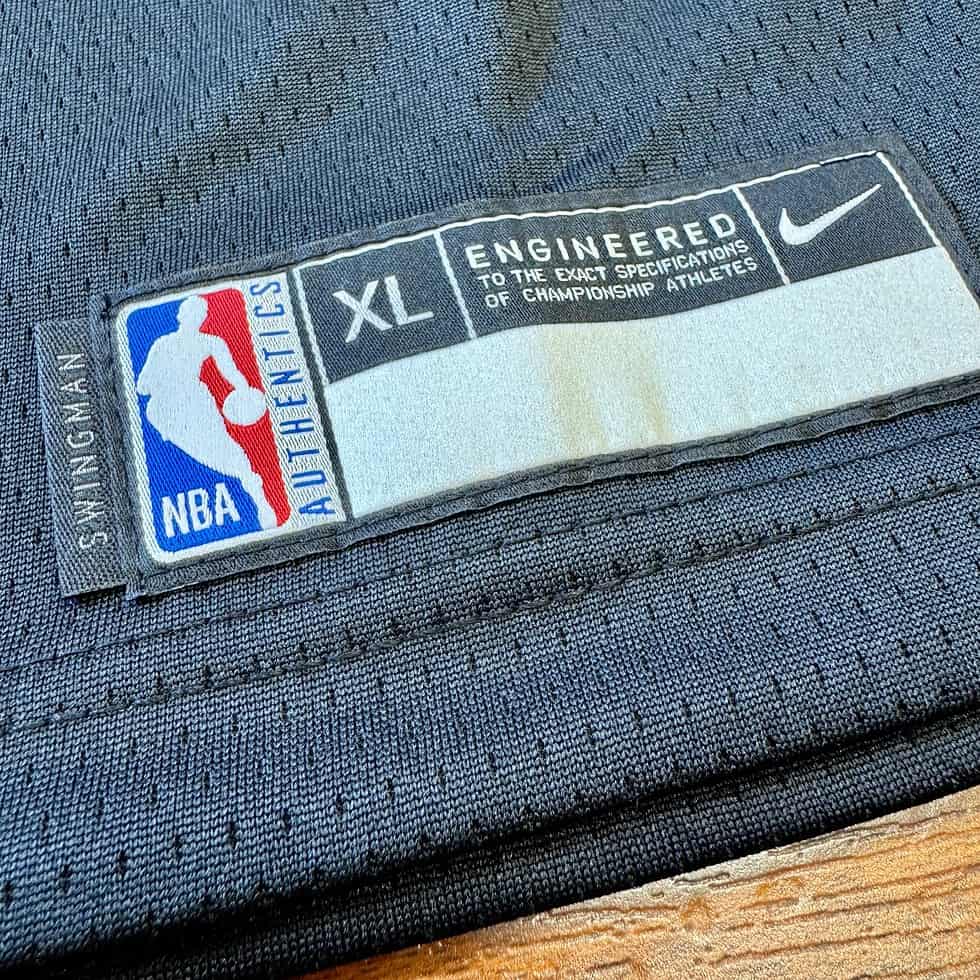 SWINGMAN
NBA
AUTHENTICS
XL
ENGINEERED
TO THE EXACT SPECIFICATIONS
OF CHAMPIONSHIP ATHLETES